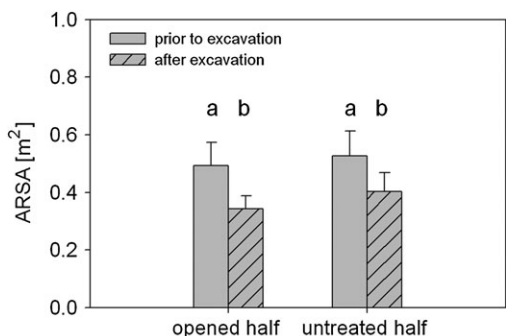 1.0
prior to excavation
after excavation
0.8
a b a b
0.6
ARSA [m²]
0.4
0.2
0.0
opened half untreated half